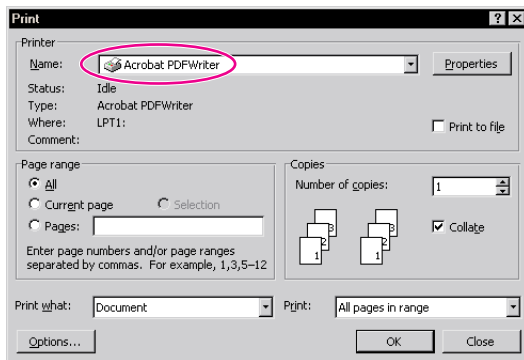 Print
Printer
Name: Acrobat PDFWriter Properties
Status: Idle
Type: Acrobat PDFWriter
Where: LPT1:
Comment:
Print to file
Page range
All
Current page Selection
Pages:
Enter page numbers and/or page ranges
separated by commas. For example, 1,3,5–12
Copies
Number of copies: 1
3 3
2 2
1 1
Collate
Print what: Document Print: All pages in range
Options... OK Close